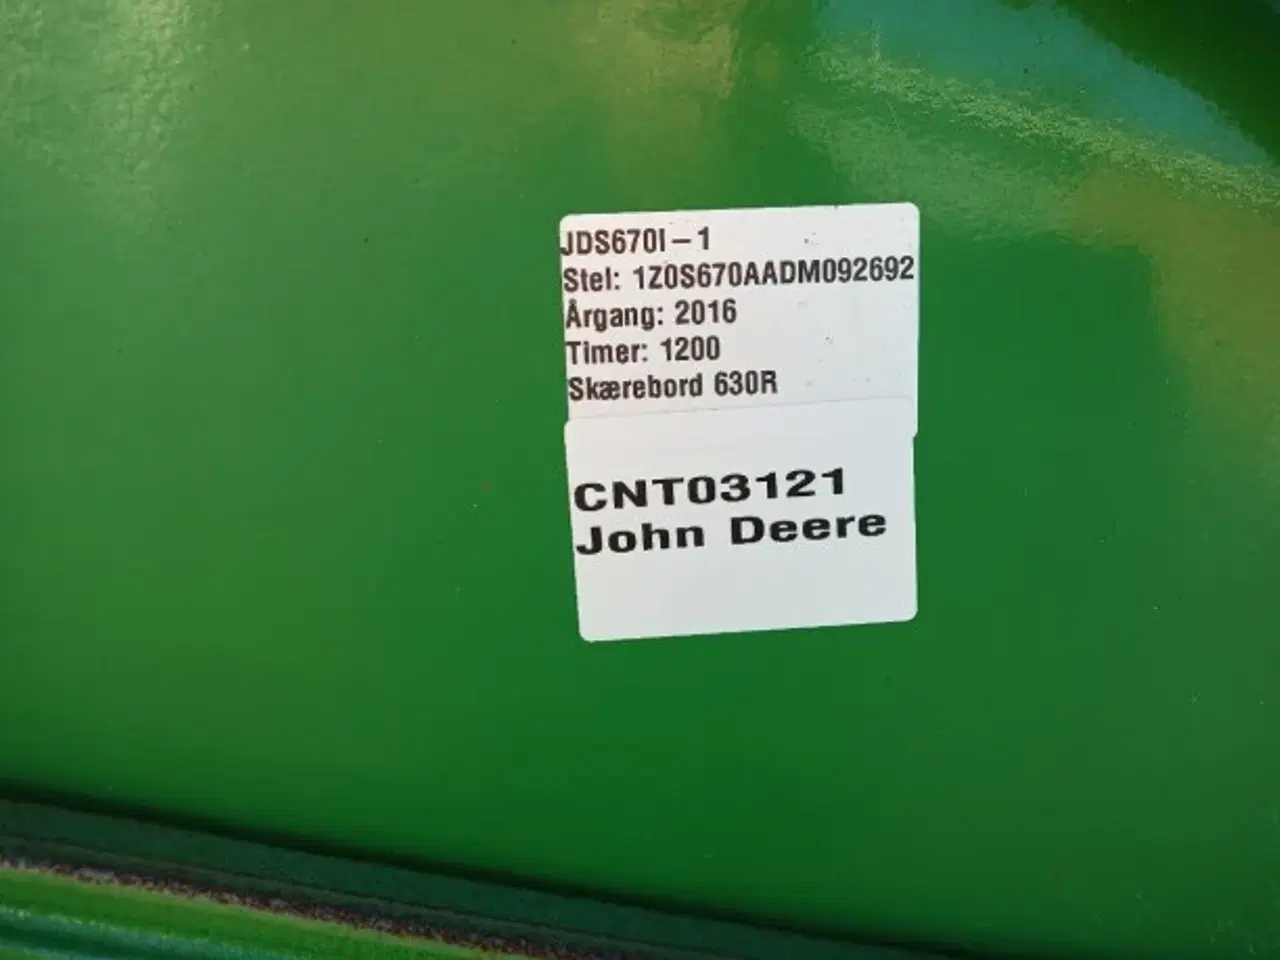 JDS670I – 1
Stel: 1Z0S670AADM092692
Årgang: 2016
Timer: 1200
Skærebord 630R
CNT03121
John Deere